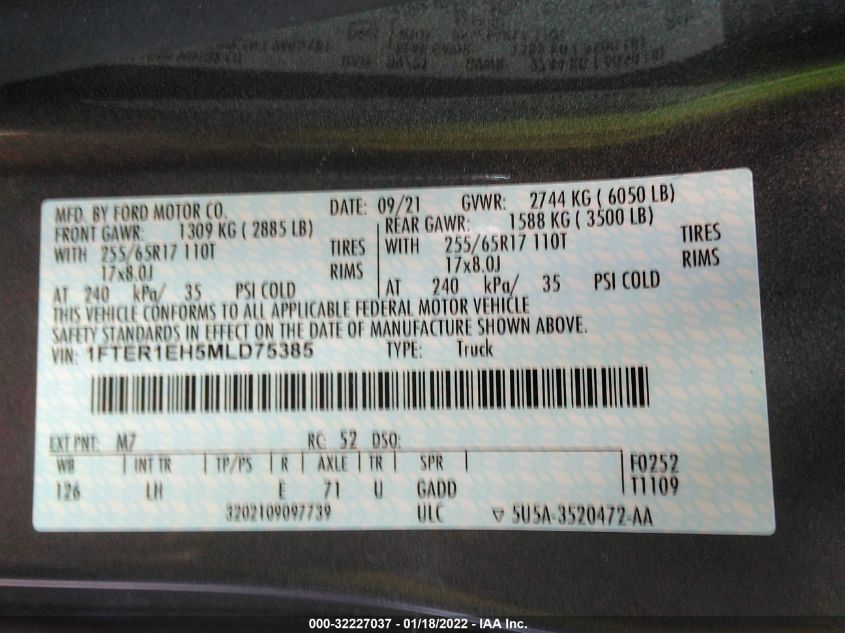 MFD. BY FORD MOTOR CO. DATE: 09/21 GVWR: 2744 KG ( 6050 LB)
FRONT GAWR: 1309 KG ( 2885 LB) REAR GAWR: 1588 KG ( 3500 LB)
WITH 255/65R17 110T TIRES WITH 255/65R17 110T TIRES
17x8.0J RIMS 17x8.0J RIMS
AT 240 kPa/ 35 PSI COLD AT 240 kPa/ 35 PSI COLD
THIS VEHICLE CONFORMS TO ALL APPLICABLE FEDERAL MOTOR VEHICLE
SAFETY STANDARDS IN EFFECT ON THE DATE OF MANUFACTURE SHOWN ABOVE.
VIN: 1FTER1EH5MLD75385 TYPE: Truck
EXT PNT: M7 RC: 52 DSO:
WB INT TR TP/PS R AXLE TR SPR F0252
126 LH E 71 U GADD T1109
3202109097739 ULC ▽ 5U5A-3520472-AA
000-32227037 - 01/18/2022 - IAA Inc.